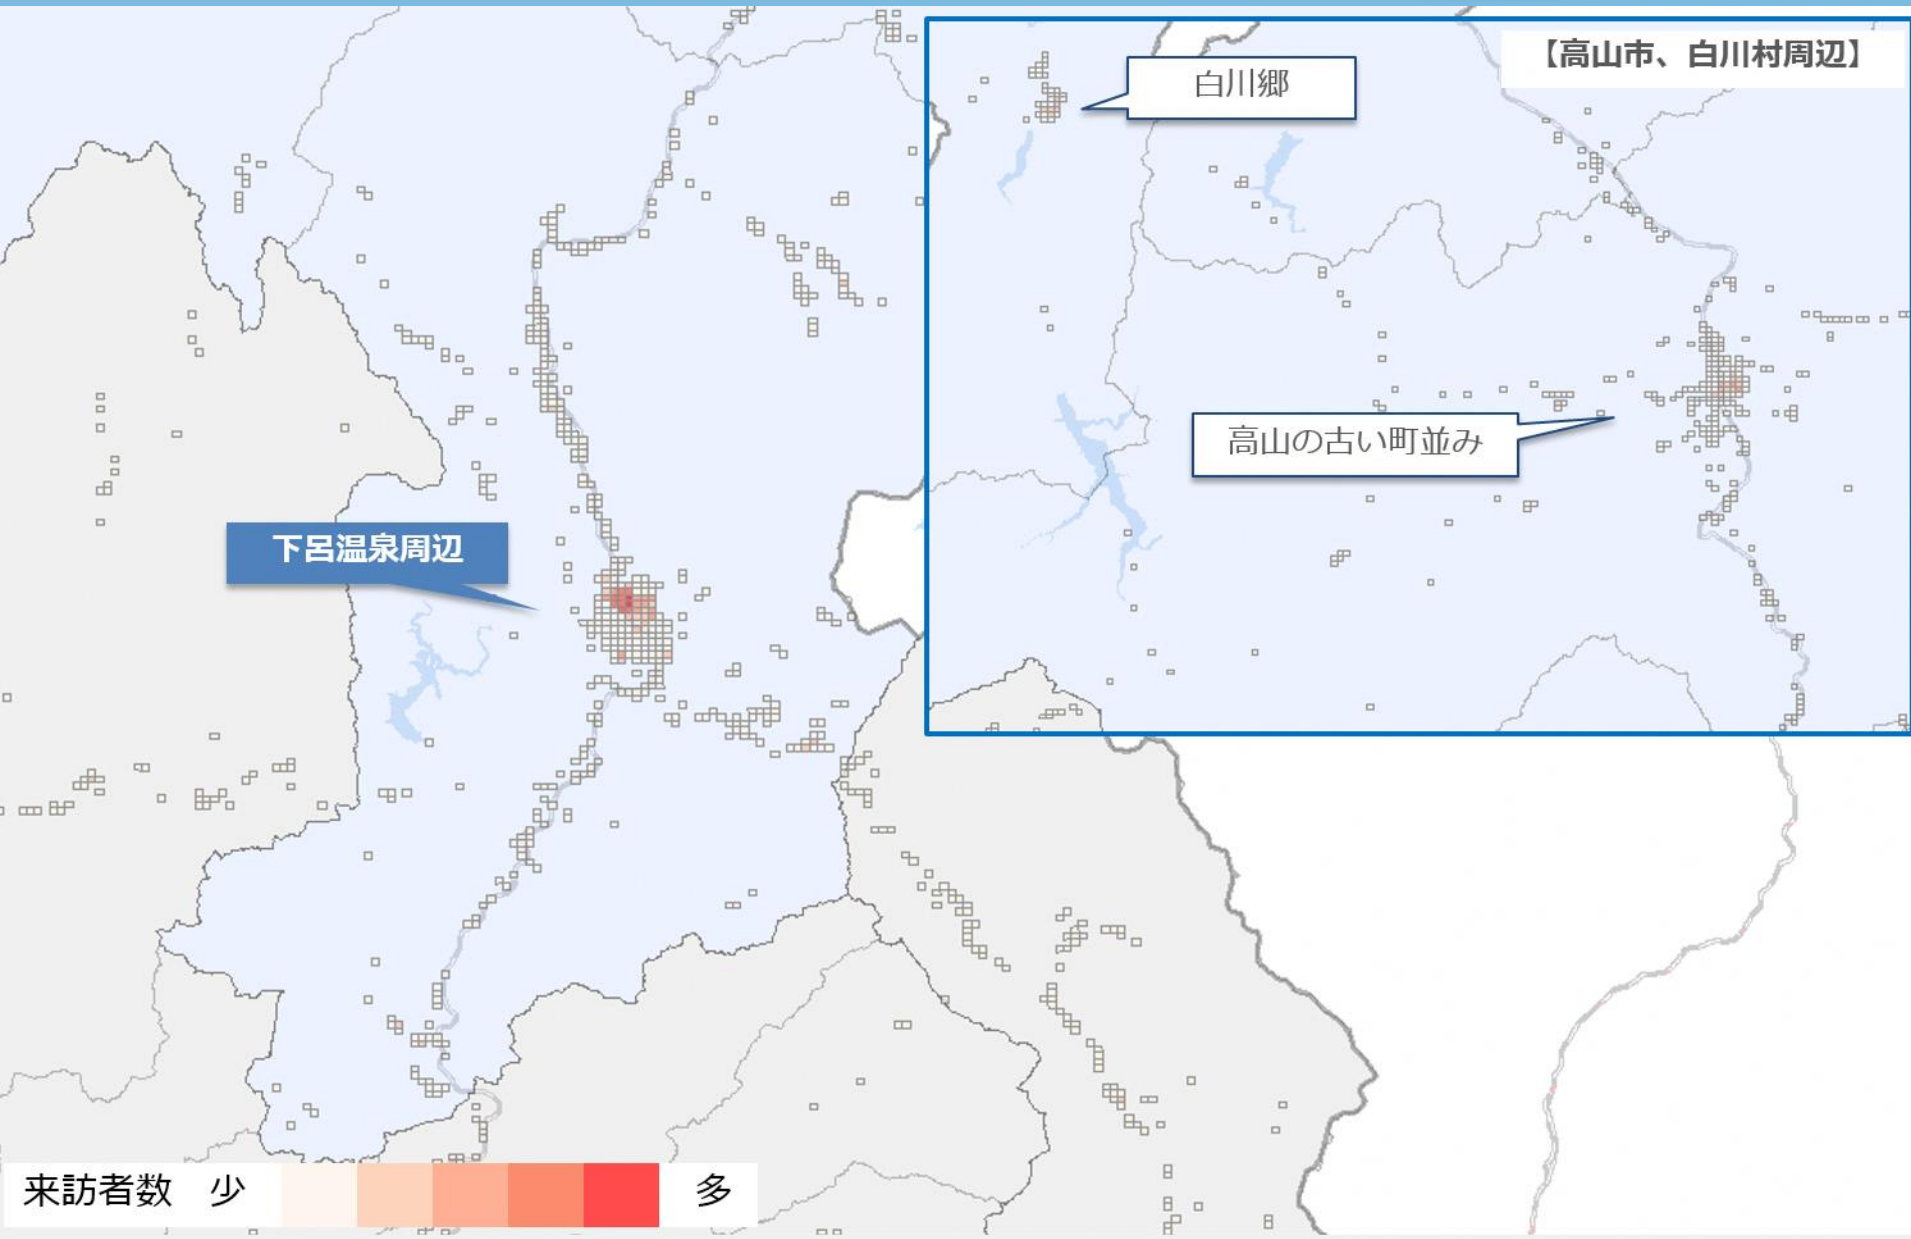 【高山市、白川村周辺】
白川郷
高山の古い町並み
下呂温泉周辺
来訪者数 少 多